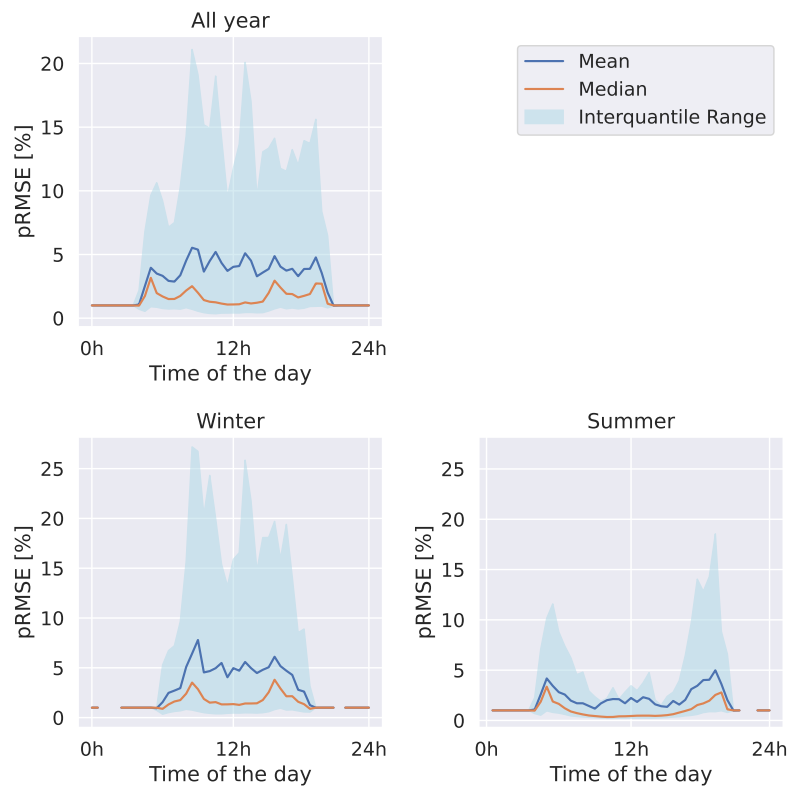 All year
20
15
10
5
0
pRMSE [%]
0h 12h 24h
Time of the day
Mean
Median
Interquantile Range
Winter
25
20
15
10
5
0
pRMSE [%]
0h 12h 24h
Time of the day
Summer
25
20
15
10
5
0
pRMSE [%]
0h 12h 24h
Time of the day